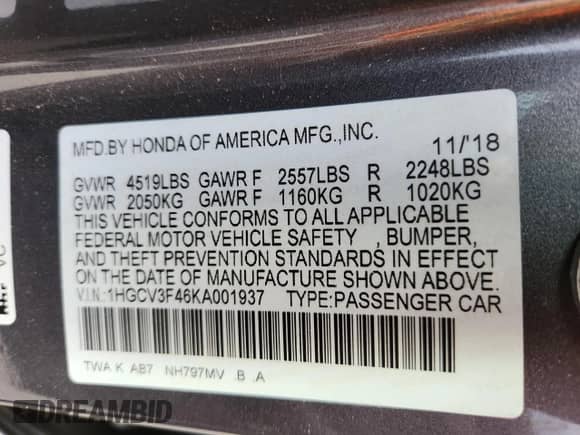 MFD.BY HONDA OF AMERICA MFG.,INC. 11/'18
GVWR 4519LBS GAWR F 2557LBS R 2248LBS
GVWR 2050KG GAWR F 1160KG R 1020KG
THIS VEHICLE CONFORMS TO ALL APPLICABLE
FEDERAL MOTOR VEHICLE SAFETY , BUMPER,
AND THEFT PREVENTION STANDARDS IN EFFECT
ON THE DATE OF MANUFACTURE SHOWN ABOVE.
V.I.N.:1HGCV3F46KA001937 TYPE:PASSENGER CAR
TWA K AB7 NH797MV .B .A
VC
DREAMBID